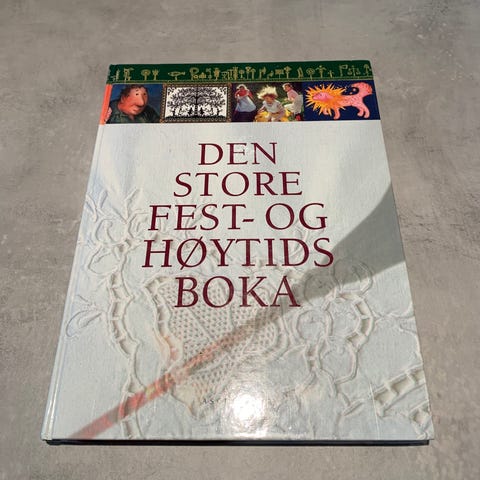 DEN
STORE
FEST- OG
HØYTIDS
BOKA